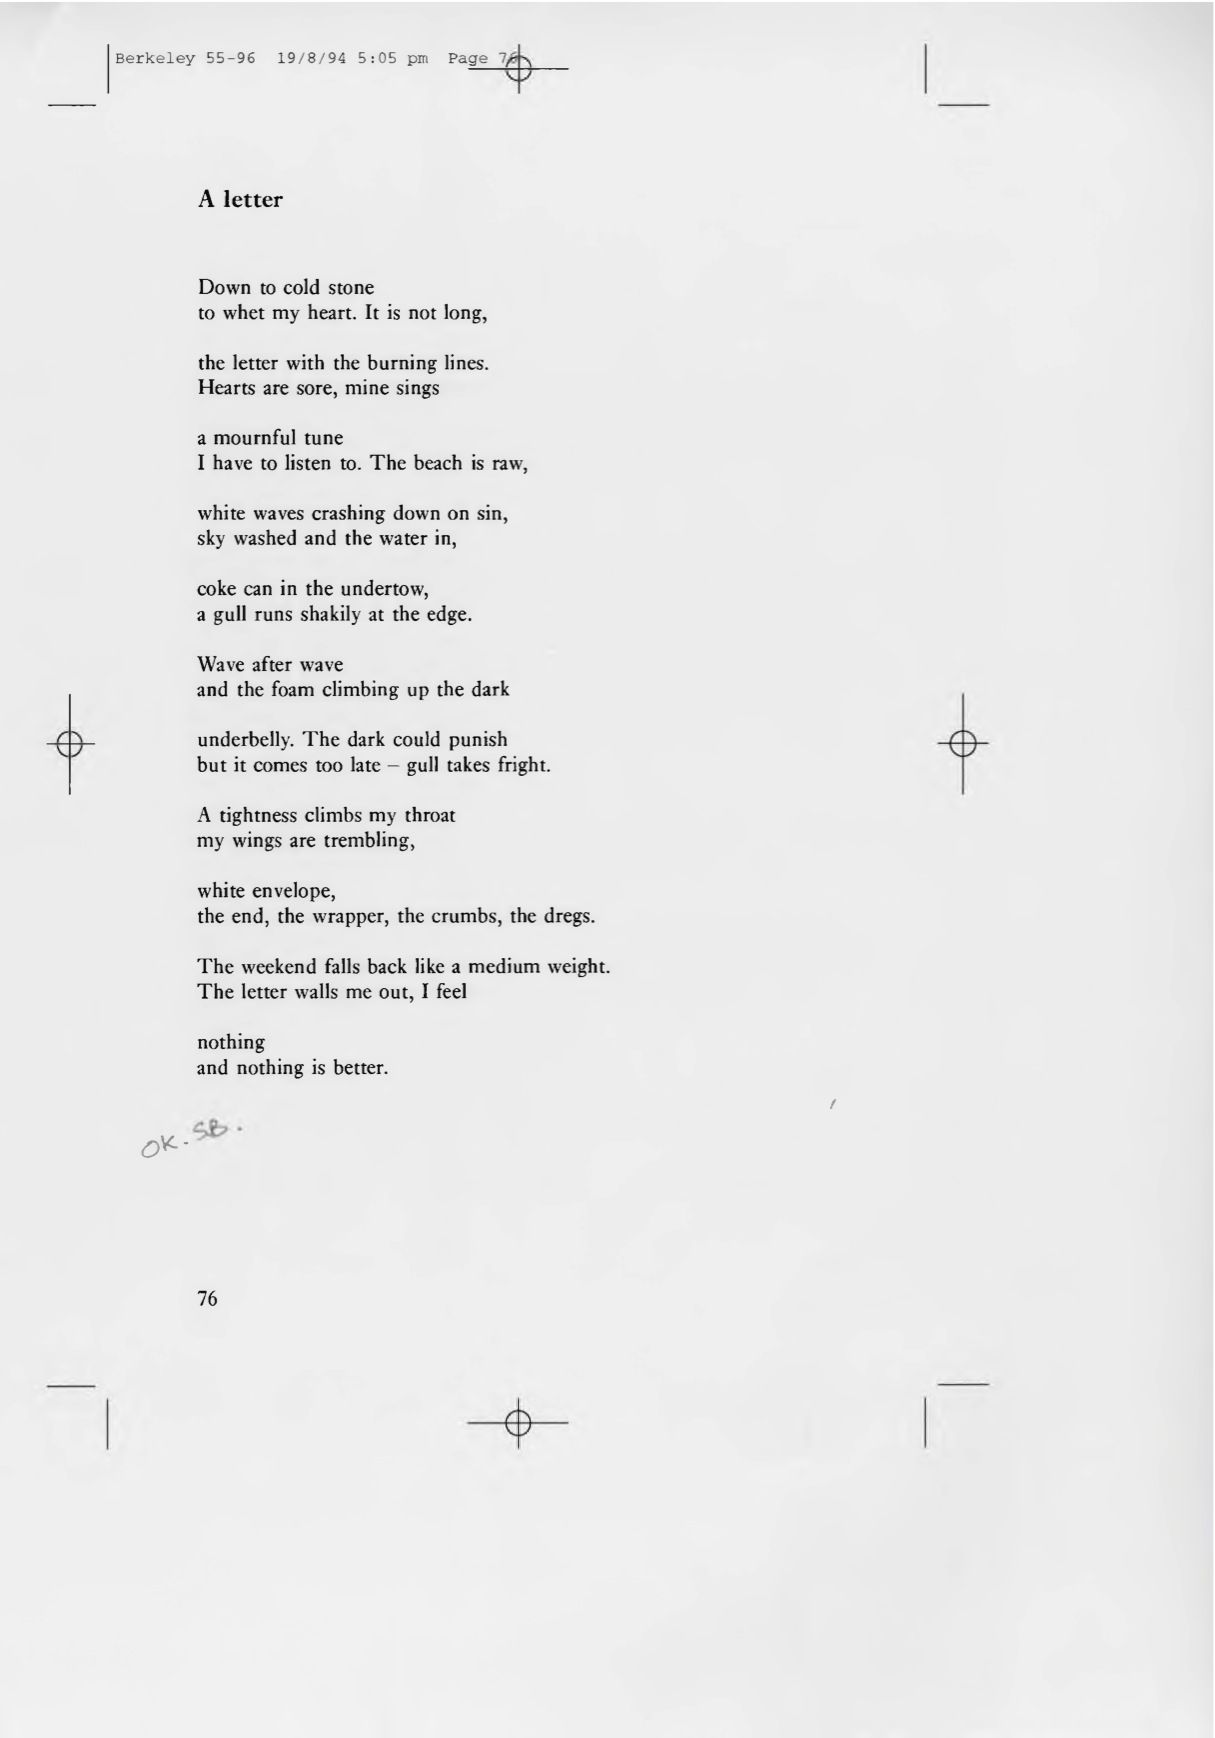 Berkeley 55-96  19/8/94 5:05 pm  Page 76
A letter
Down to cold stone
to whet my heart. It is not long,
the letter with the burning lines.
Hearts are sore, mine sings
a mournful tune
I have to listen to. The beach is raw,
white waves crashing down on sin,
sky washed and the water in,
coke can in the undertow,
a gull runs shakily at the edge.
Wave after wave
and the foam climbing up the dark
underbelly. The dark could punish
but it comes too late – gull takes fright.
A tightness climbs my throat
my wings are trembling,
white envelope,
the end, the wrapper, the crumbs, the dregs.
The weekend falls back like a medium weight.
The letter walls me out, I feel
nothing
and nothing is better.
OK. SB.
76